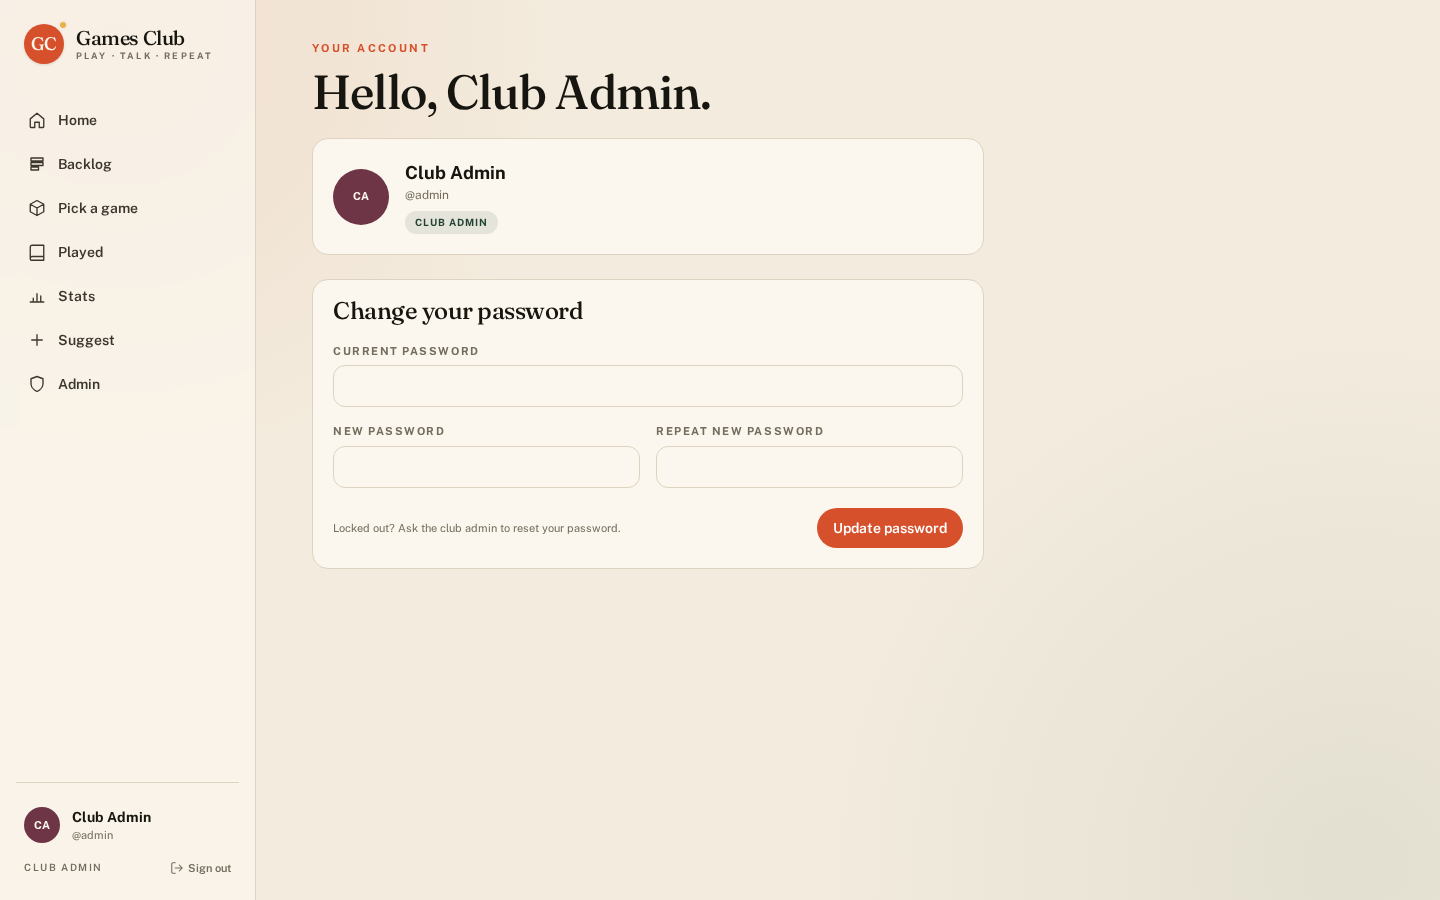 GC
Games Club
PLAY · TALK · REPEAT
Home
Backlog
Pick a game
Played
Stats
Suggest
Admin
CA
Club Admin
@admin
CLUB ADMIN
Sign out
YOUR ACCOUNT
Hello, Club Admin.
CA
Club Admin
@admin
CLUB ADMIN
Change your password
CURRENT PASSWORD
NEW PASSWORD
REPEAT NEW PASSWORD
Locked out? Ask the club admin to reset your password.
Update password